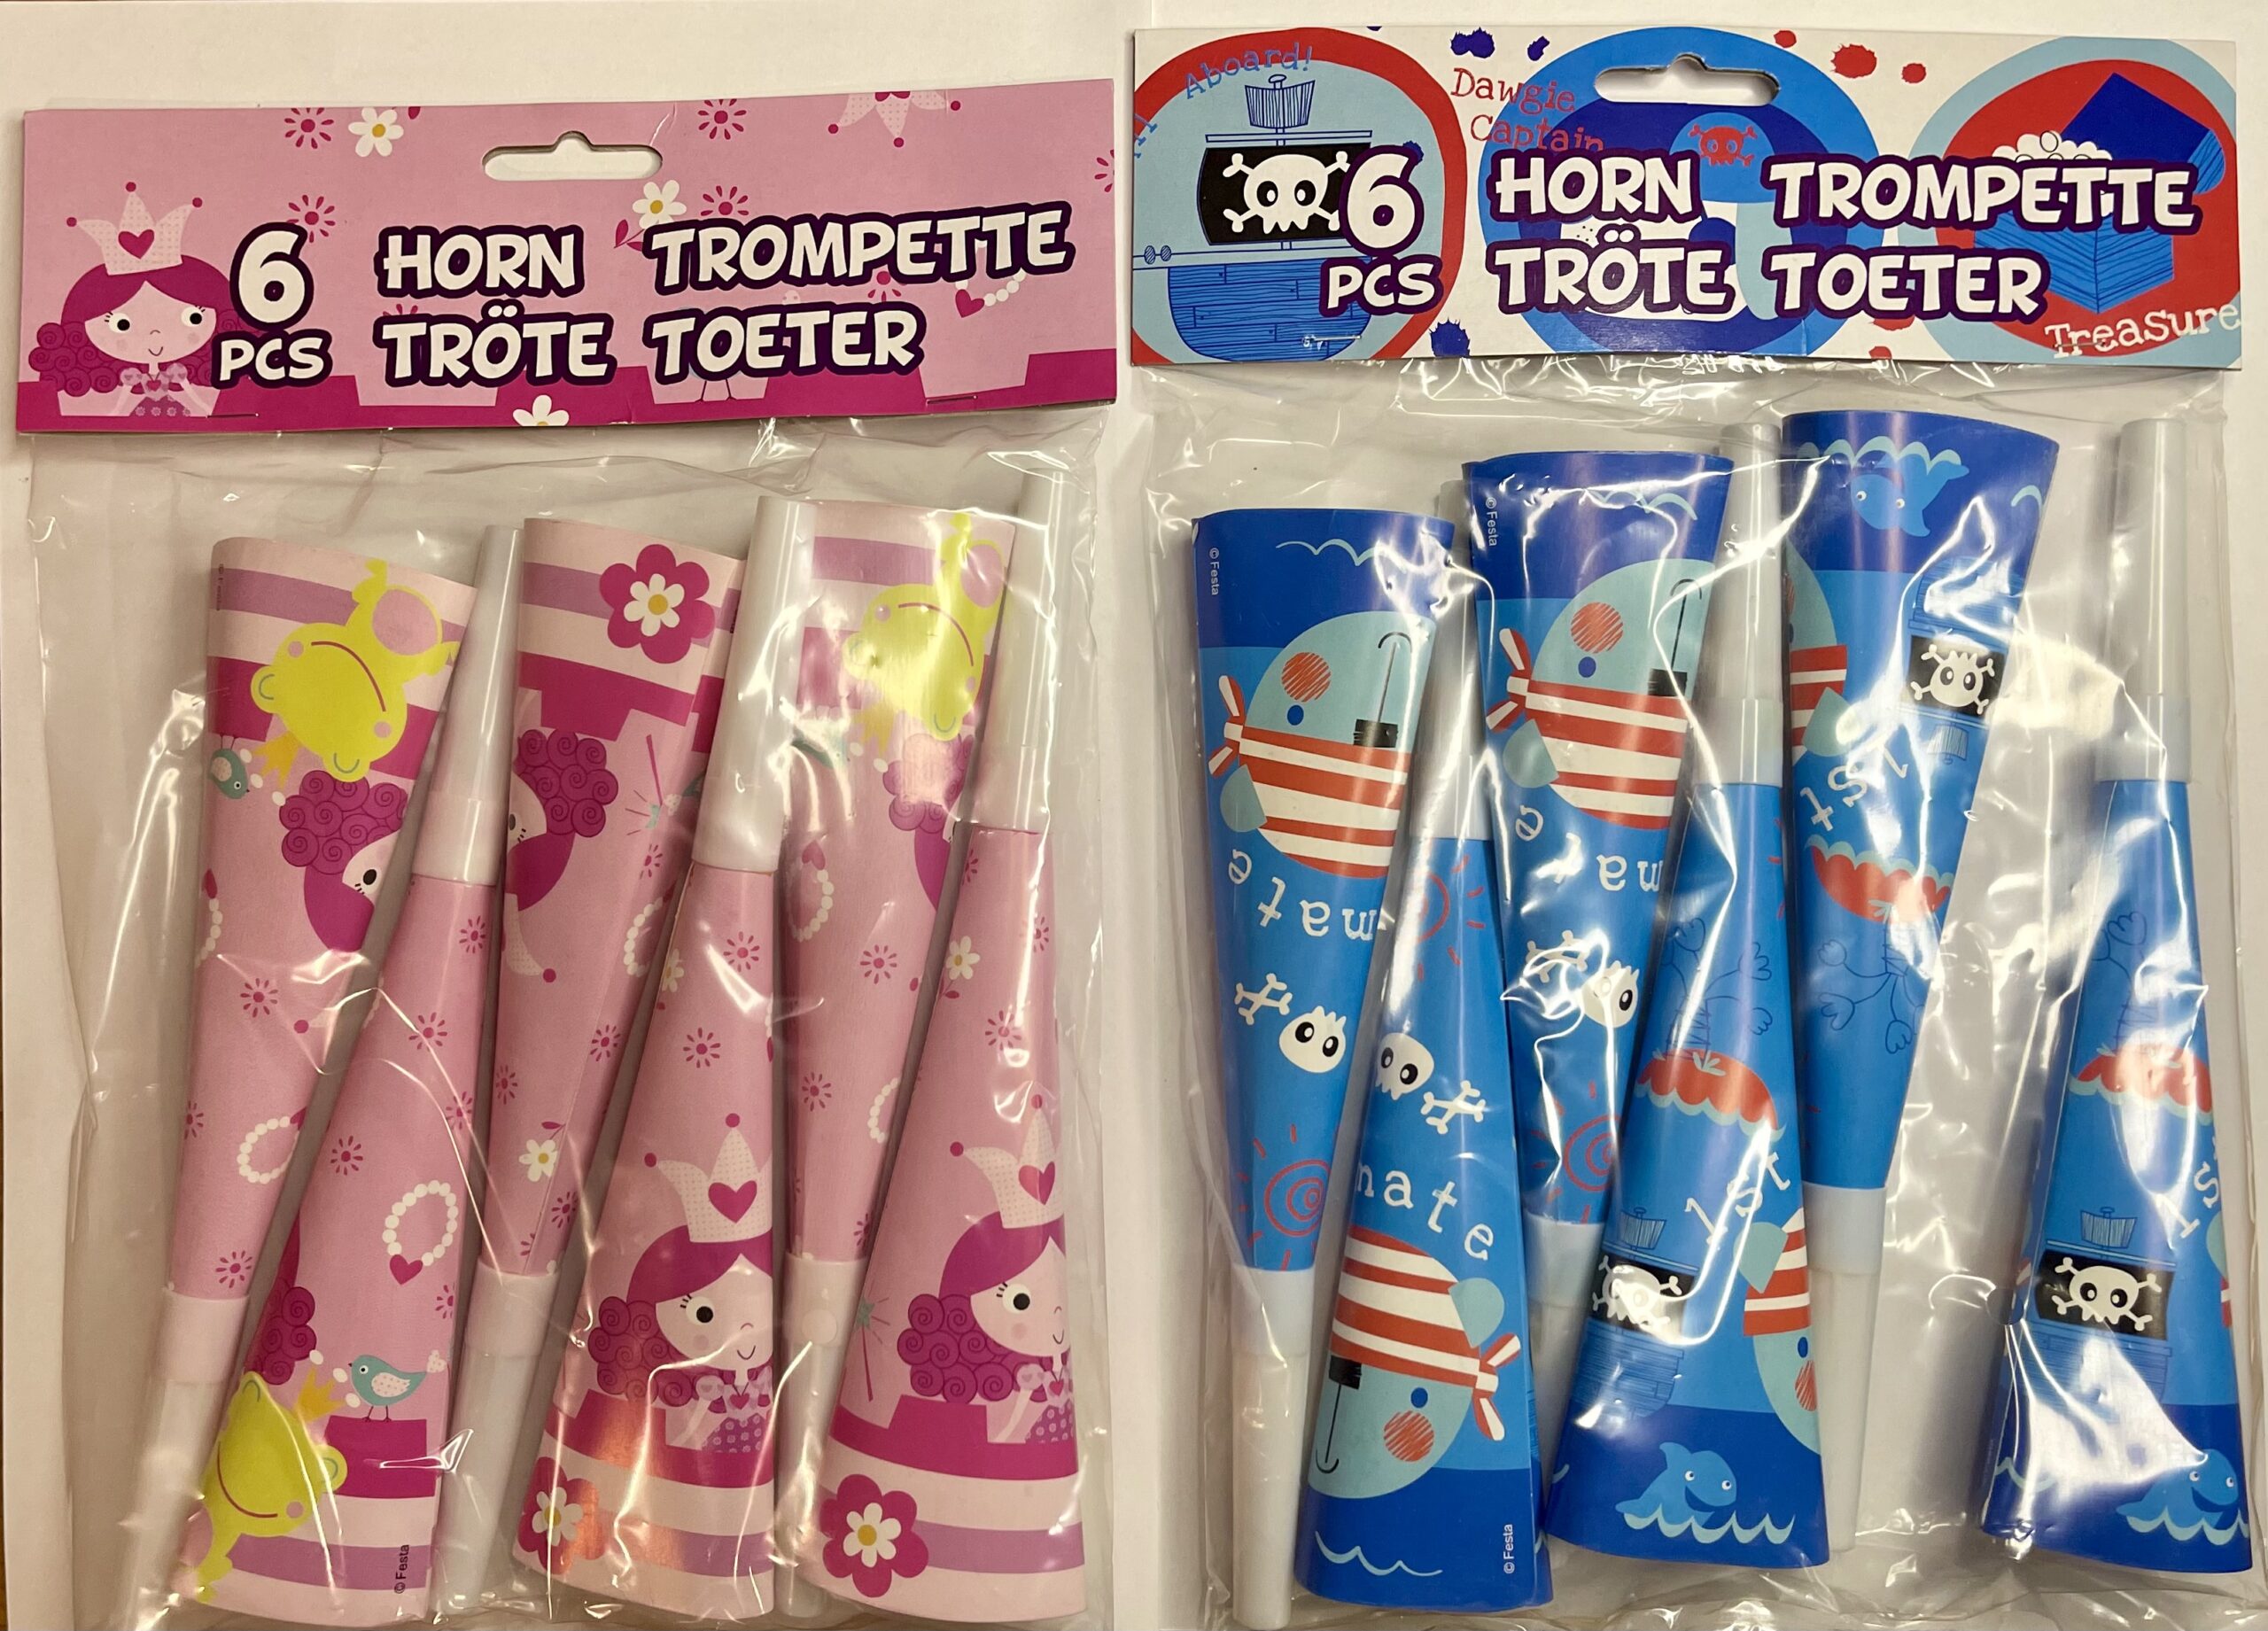 6
PCS
HORN TROMPETTE
TRÖTE TOETER
© Festa
Aboard!
Dawgie
Captain
6
PCS
HORN TROMPETTE
TRÖTE TOETER
Treasure
© Festa
© Festa
mate
mate
1st
mate
1st
1st
© Festa